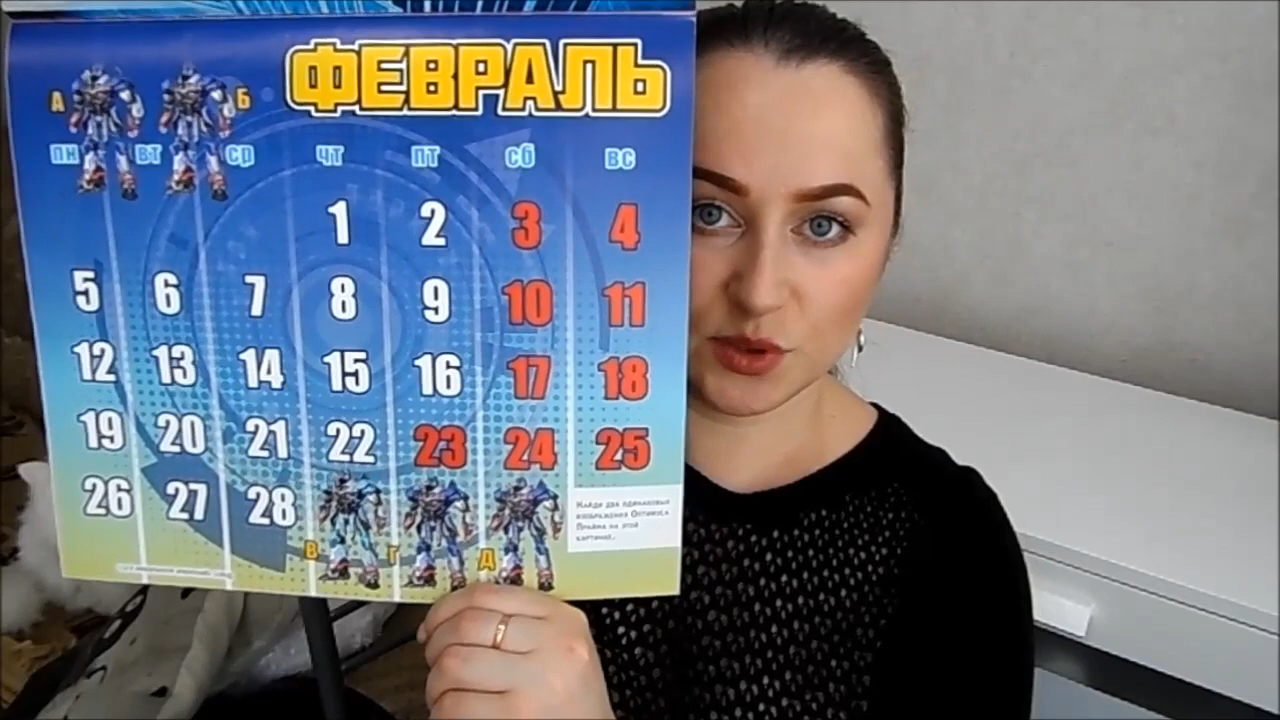 ФЕВРАЛЬ
А Б
ПН ВТ СР ЧТ ПТ СБ ВС
1 2 3 4
5 6 7 8 9 10 11
12 13 14 15 16 17 18
19 20 21 22 23 24 25
26 27 28
В Г Д
Найди два одинаковых
изображения Оптимуса
Прайма на этой
картинке.